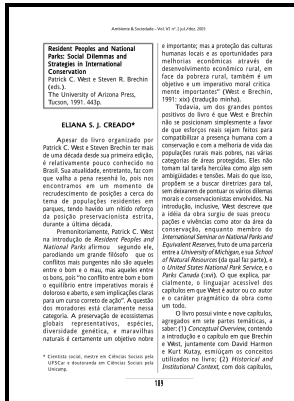 Ambiente & Sociedade - Vol. VI nº. 2 jul./dez. 2003
Resident Peoples and National
Parks: Social Dilemmas and
Strategies in International
Conservation
Patrick C. West e Steven R. Brechin
(eds.).
The University of Arizona Press,
Tucson, 1991. 443p.
ELIANA S. J. CREADO*
Apesar do livro organizado por
Patrick C. West e Steven Brechin ter mais
de uma década desde sua primeira edição,
é relativamente pouco conhecido no
Brasil. Sua atualidade, entretanto, faz com
que valha a pena resenhá-lo, pois nos
encontramos em um momento de
recrudescimento de posições a cerca do
tema de populações residentes em
parques, tendo havido um nítido reforço
da posição preservacionista estrita,
durante a última década.
Premonitoriamente, Patrick C. West
na introdução de Resident Peoples and
National Parks afirmou segundo ele,
parodiando um grande filósofo que os
conflitos mais pungentes não são aqueles
entre o bom e o mau, mas aqueles entre
os bons, pois "no conflito entre bom e bom
o equilíbrio entre imperativos morais é
doloroso e aberto, e sem implicações claras
para um curso correto de ação". A questão
dos moradores está claramente nessa
categoria. A preservação de ecossistemas
globais representativos, espécies,
diversidade genética, e maravilhas
naturais é certamente um objetivo nobre
* Cientista social, mestre em Ciências Sociais pela
UFSCar e doutoranda em Ciências Sociais pela
Unicamp.
e importante; mas a proteção das culturas
humanas locais e as oportunidades para
melhorias econômicas através de
desenvolvimento econômico rural, em
face da pobreza rural, também é um
objetivo e um imperativo moral critica
mente importantes" (West e Brechin,
1991: xix) (tradução minha).
Todavia, um dos grandes pontos
positivos do livro é que West e Brechin
não se posicionam simplesmente a favor
de que esforços reais sejam feitos para
compatibilizar a presença humana com a
conservação e com a melhoria de vida das
populações rurais mais pobres, nas várias
categorias de áreas protegidas. Eles não
tomam tal tarefa hercúlea como algo sem
ambigüidades e tensões. Mais do que isso,
propõem-se a buscar diretrizes para tal,
sem deixarem de pontuar os vários dilemas
morais e conservacionistas envolvidos. Na
introdução, inclusive, West descreve que
a idéia da obra surgiu de suas preocupa
ções e vivências como ator da área da
conservação, enquanto membro do
International Seminar on National Parks and
Equivalent Reserves, fruto de uma parceria
entre a University of Michigan, e sua School
of Natural Resources (da qual faz parte), e
o United States National Park Service, e o
Parks Canada (:xvi). O que explica, par
cialmente, o linguajar acessível dos
capítulos em que West é autor ou co autor
e o caráter pragmático da obra como
um todo.
O livro possui vinte e nove capítulos,
agregados em sete partes temáticas, a
saber: (1) Conceptual Overview, contendo
a introdução e o capítulo em que Brechin
e West, juntamente com David Harmon
e Kurt Kutay, esmiúçam os conceitos
utilizados no livro; (2) Historical and
Institutional Context, com dois capítulos,
189